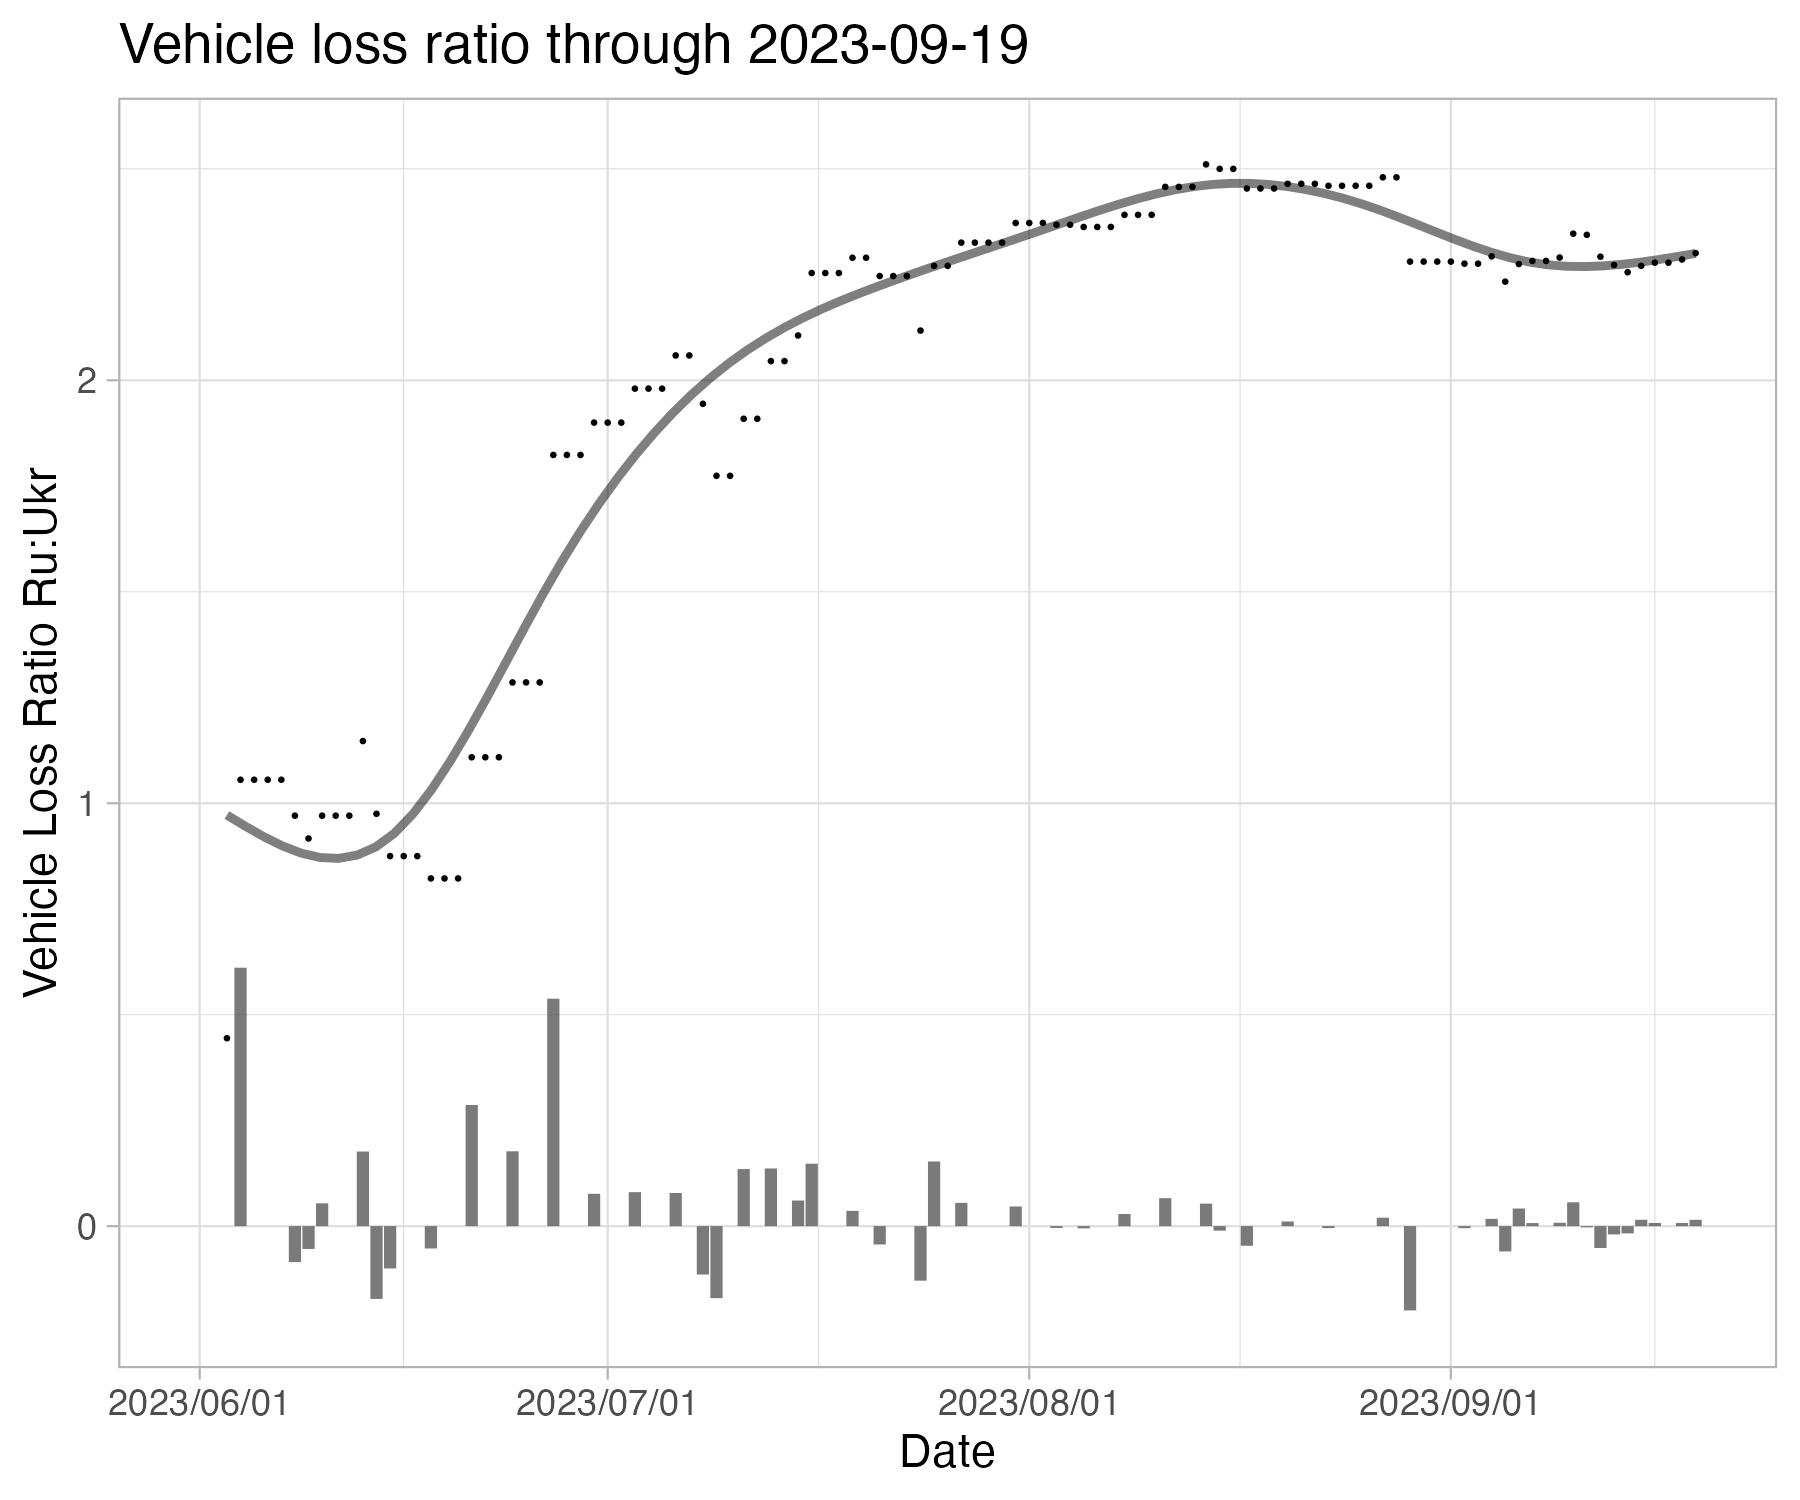 Vehicle loss ratio through 2023-09-19
Vehicle Loss Ratio Ru:Ukr
2
1
0
2023/06/01 2023/07/01 2023/08/01 2023/09/01
Date